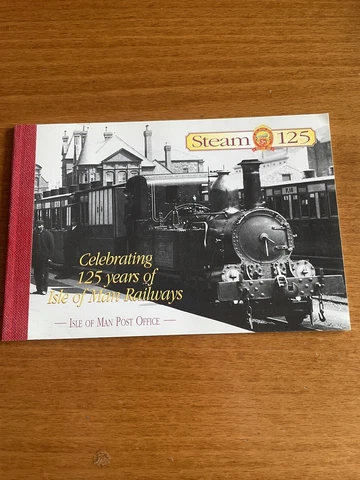 Steam 125
Celebrating
125 years of
Isle of Man Railways
— ISLE OF MAN POST OFFICE —